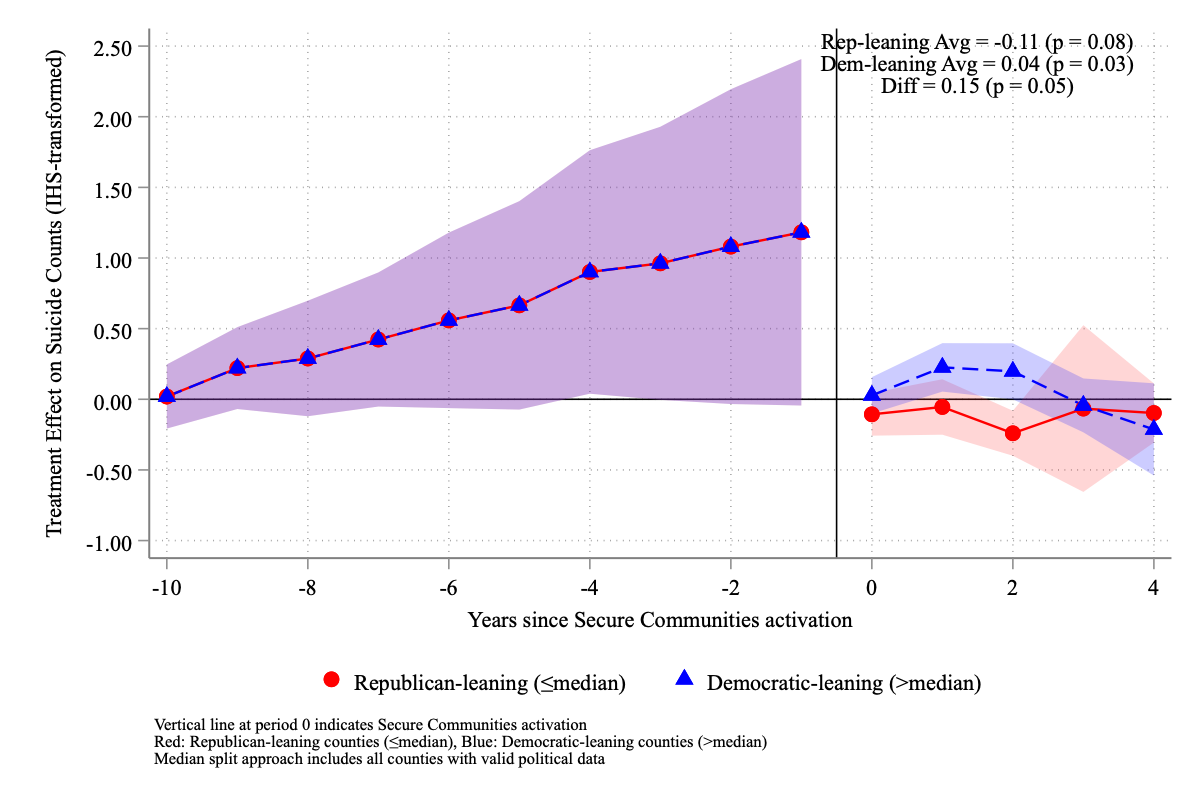 Rep-leaning Avg = -0.11 (p = 0.08)
Dem-leaning Avg = 0.04 (p = 0.03)
Diff = 0.15 (p = 0.05)
Treatment Effect on Suicide Counts (IHS-transformed)
2.50
2.00
1.50
1.00
0.50
0.00
-0.50
-1.00
-10 -8 -6 -4 -2 0 2 4
Years since Secure Communities activation
Republican-leaning (≤median) Democratic-leaning (>median)
Vertical line at period 0 indicates Secure Communities activation
Red: Republican-leaning counties (≤median), Blue: Democratic-leaning counties (>median)
Median split approach includes all counties with valid political data